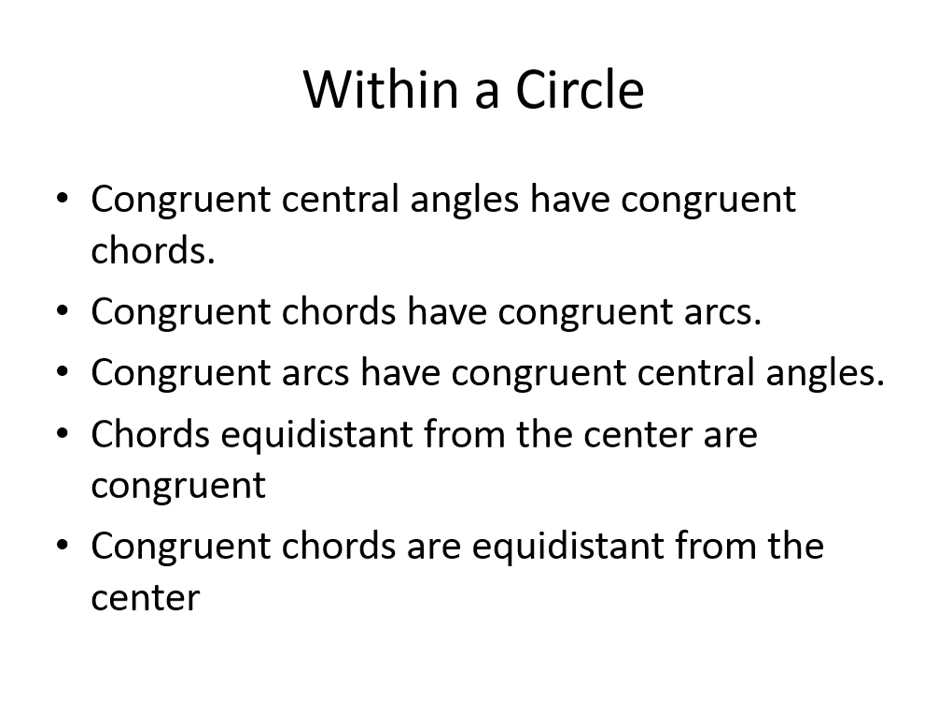 Within a Circle
• Congruent central angles have congruent
chords.
• Congruent chords have congruent arcs.
• Congruent arcs have congruent central angles.
• Chords equidistant from the center are
congruent
• Congruent chords are equidistant from the
center